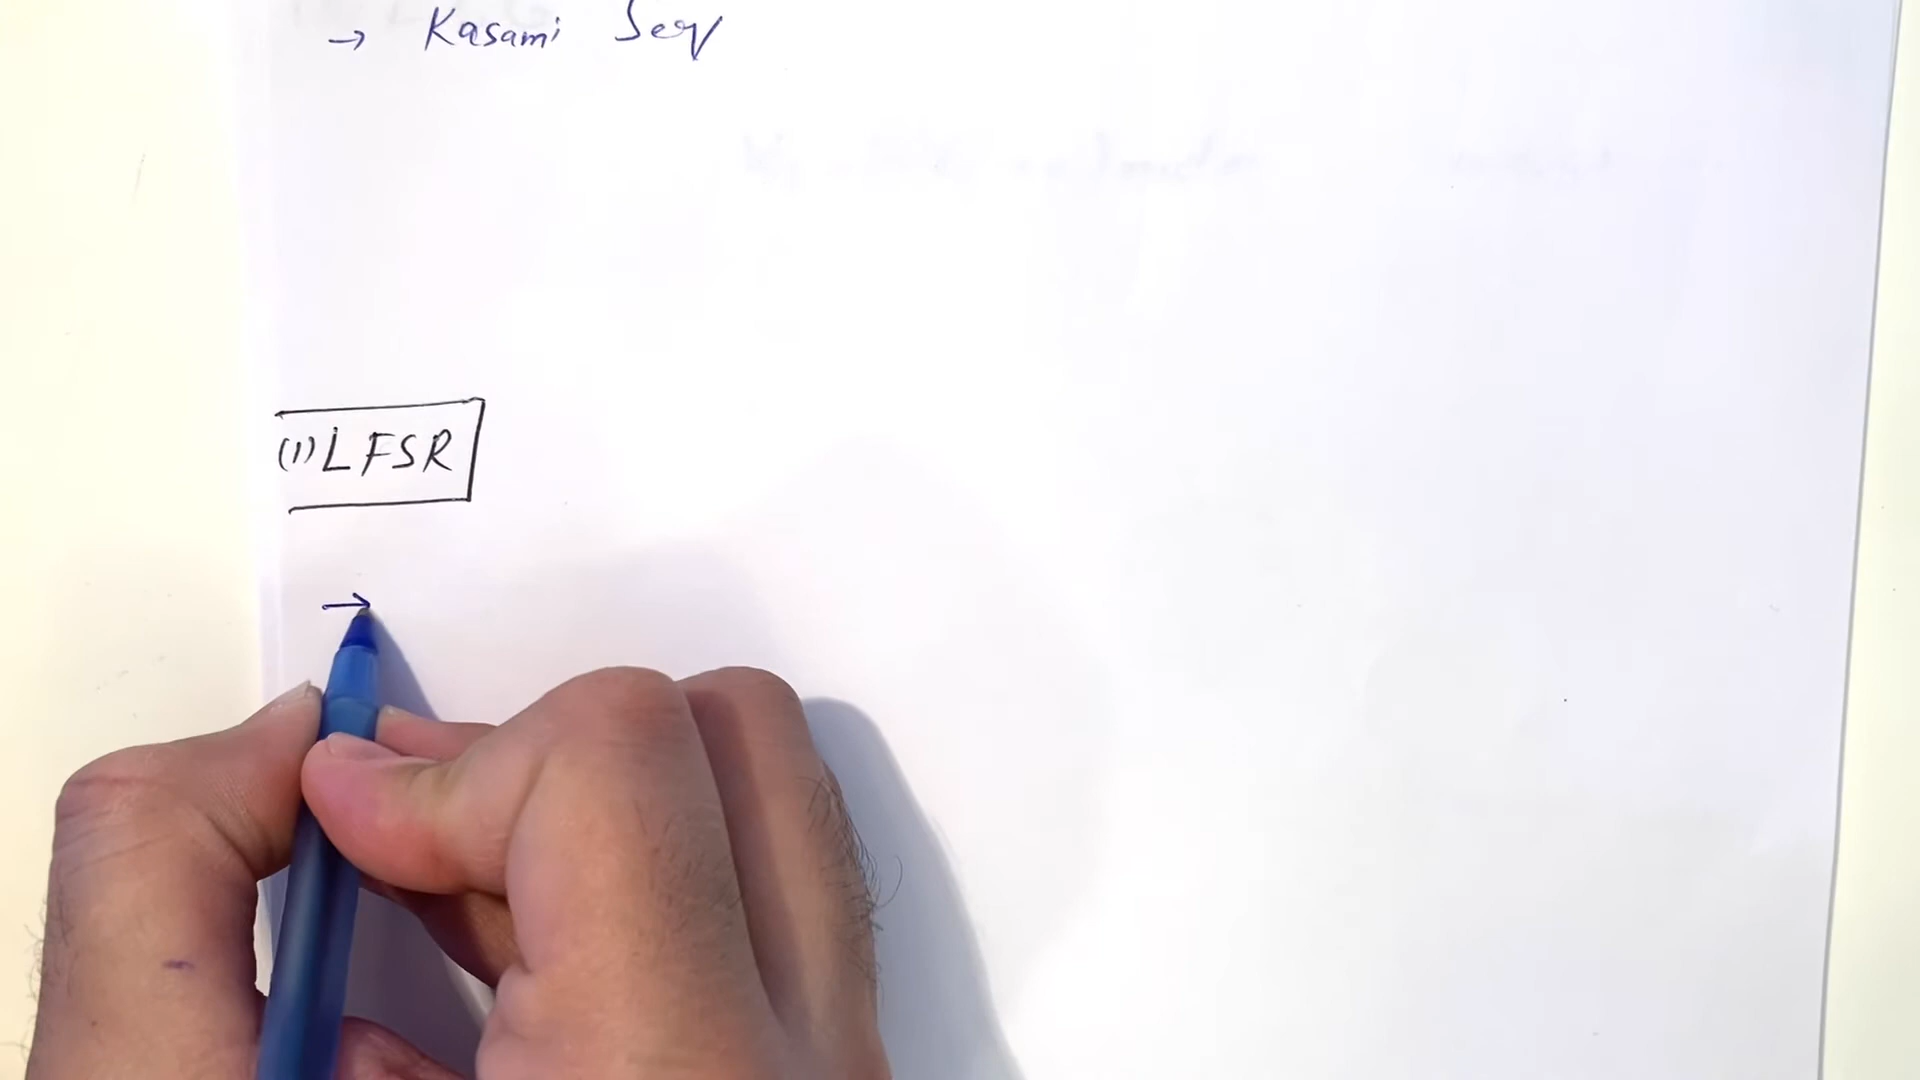 → Kasami Seq
(1) LFSR
→